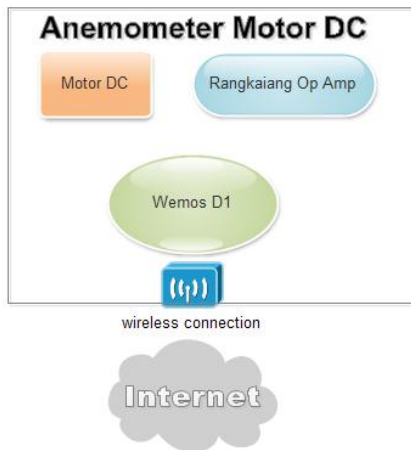 Anemometer Motor DC
Motor DC
Rangkaiang Op Amp
Wemos D1
wireless connection
Internet